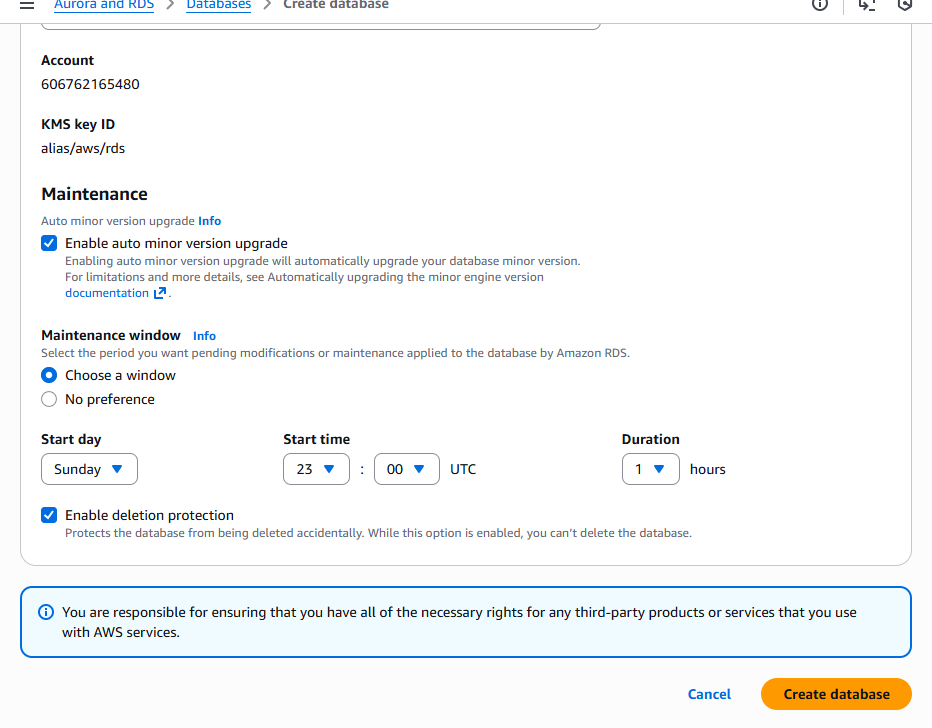 Aurora and RDS > Databases > Create database
Account
606762165480
KMS key ID
alias/aws/rds
Maintenance
Auto minor version upgrade Info
Enable auto minor version upgrade
Enabling auto minor version upgrade will automatically upgrade your database minor version.
For limitations and more details, see Automatically upgrading the minor engine version
documentation .
Maintenance window Info
Select the period you want pending modifications or maintenance applied to the database by Amazon RDS.
Choose a window
No preference
Start day Start time Duration
Sunday 23 : 00 UTC 1 hours
Enable deletion protection
Protects the database from being deleted accidentally. While this option is enabled, you can't delete the database.
You are responsible for ensuring that you have all of the necessary rights for any third-party products or services that you use
with AWS services.
Cancel Create database